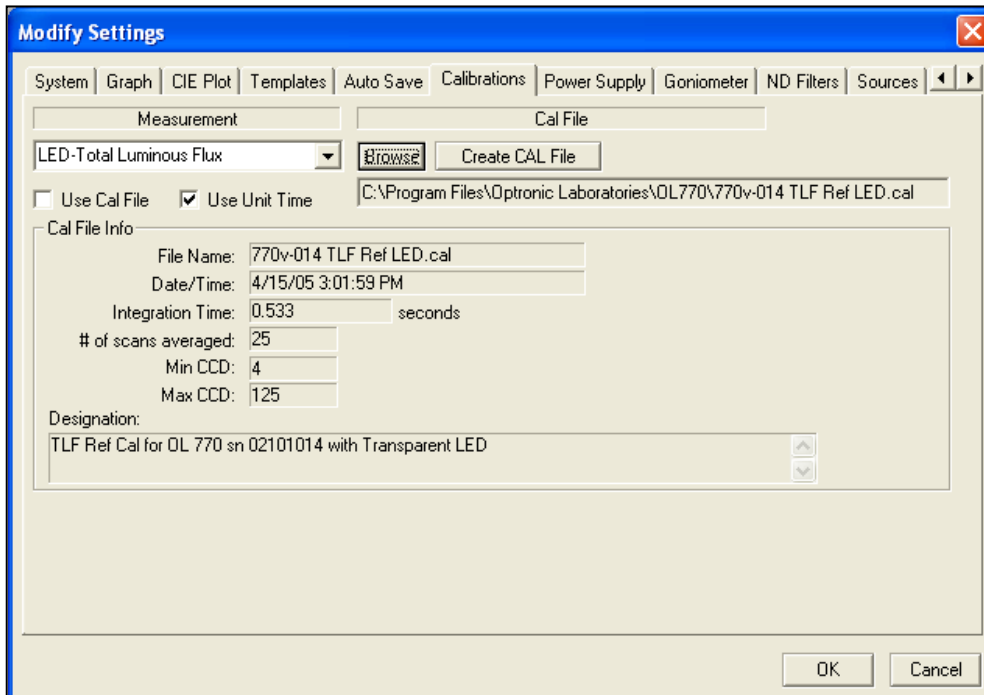 Modify Settings
System Graph CIE Plot Templates Auto Save Calibrations Power Supply Goniometer ND Filters Sources
Measurement Cal File
LED-Total Luminous Flux Browse Create CAL File
Use Cal File Use Unit Time C:\Program Files\Optronic Laboratories\OL770\770v-014 TLF Ref LED.cal
Cal File Info
File Name: 770v-014 TLF Ref LED.cal
Date/Time: 4/15/05 3:01:59 PM
Integration Time: 0.533 seconds
# of scans averaged: 25
Min CCD: 4
Max CCD: 125
Designation:
TLF Ref Cal for OL 770 sn 02101014 with Transparent LED
OK Cancel